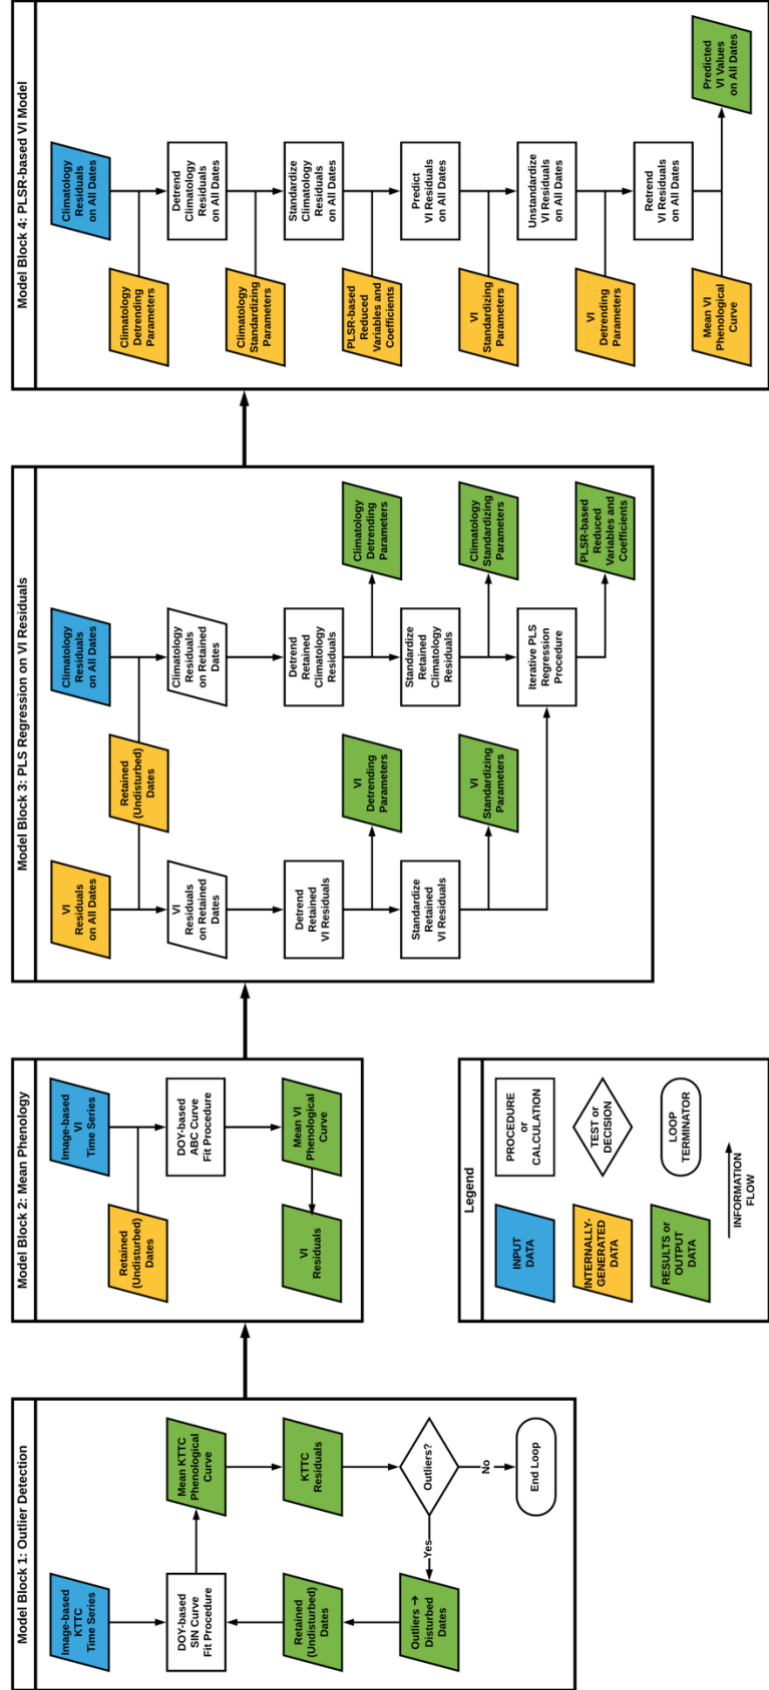 Model Block 1: Outlier Detection
Image-based
KTTC
Time Series
DOY-based
SIN Curve
Fit Procedure
Mean KTTC
Phenological
Curve
Retained
(Undisturbed)
Dates
KTTC
Residuals
Outliers →
Disturbed
Dates
Yes
Outliers?
No
End Loop
Model Block 2: Mean Phenology
Image-based
VI
Time Series
Retained
(Undisturbed)
Dates
DOY-based
ABC Curve
Fit Procedure
VI
Residuals
Mean VI
Phenological
Curve
Legend
INPUT
DATA
PROCEDURE
or
CALCULATION
INTERNALLY-
GENERATED
DATA
TEST or
DECISION
RESULTS or
OUTPUT
DATA
LOOP
TERMINATOR
INFORMATION
FLOW
Model Block 3: PLS Regression on VI Residuals
VI
Residuals
on All Dates
Climatology
Residuals
on All Dates
Retained
(Undisturbed)
Dates
VI
Residuals
on Retained
Dates
Climatology
Residuals
on Retained
Dates
Detrend
Retained
VI Residuals
Detrend
Retained
Climatology
Residuals
VI
Detrending
Parameters
Climatology
Detrending
Parameters
Standardize
Retained
VI Residuals
Standardize
Retained
Climatology
Residuals
VI
Standardizing
Parameters
Climatology
Standardizing
Parameters
Iterative PLS
Regression
Procedure
PLSR-based
Reduced
Variables and
Coefficients
Model Block 4: PLSR-based VI Model
Climatology
Residuals
on All Dates
Climatology
Detrending
Parameters
Detrend
Climatology
Residuals
on All Dates
Climatology
Standardizing
Parameters
Standardize
Climatology
Residuals
on All Dates
PLSR-based
Reduced
Variables and
Coefficients
Predict
VI Residuals
on All Dates
VI
Standardizing
Parameters
Unstandardize
VI Residuals
on All Dates
VI
Detrending
Parameters
Retrend
VI Residuals
on All Dates
Mean VI
Phenological
Curve
Predicted
VI Values
on All Dates